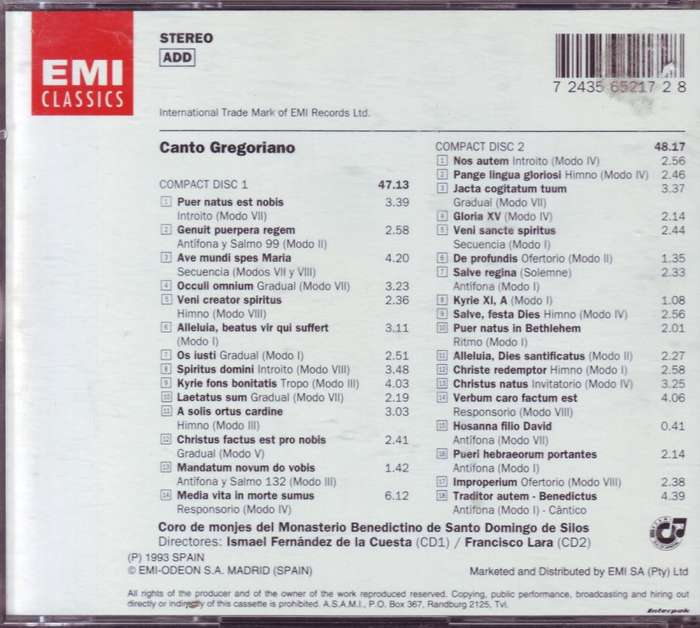 EMI
CLASSICS
STEREO
ADD
7 24355 65217 2 8
International Trade Mark of EMI Records Ltd.
Canto Gregoriano
COMPACT DISC 1 47.13
1 Puer natus est nobis 3.39
Introito (Modo VII)
2 Genuit puerpera regem 2.58
Antífona y Salmo 99 (Modo II)
3 Ave mundi spes Maria 4.20
Secuencia (Modos VII y VIII)
4 Occuli omnium Gradual (Modo VII) 3.23
5 Veni creator spiritus 2.36
Himno (Modo VIII)
6 Alleluia, beatus vir qui suffert 3.11
(Modo I)
7 Os iusti Gradual (Modo I) 2.51
8 Spiritus domini Introito (Modo VIII) 3.48
9 Kyrie fons bonitatis Tropo (Modo III) 4.03
10 Laetatus sum Gradual (Modo VII) 2.19
11 A solis ortus cardine 3.03
Himno (Modo III)
12 Christus factus est pro nobis 2.41
Gradual (Modo V)
13 Mandatum novum do vobis 1.42
Antífona y Salmo 132 (Modo III)
14 Media vita in morte sumus 6.12
Responsorio (Modo IV)
COMPACT DISC 2 48.17
1 Nos autem Introito (Modo IV) 2.56
2 Pange lingua gloriosi Himno (Modo IV) 2.46
3 Jacta cogitatum tuum 3.37
Gradual (Modo VII)
4 Gloria XV (Modo IV) 2.14
5 Veni sancte spiritus 2.44
Secuencia (Modo I)
6 De profundis Ofertorio (Modo II) 1.35
7 Salve regina (Solemne) 2.33
Antífona (Modo I)
8 Kyrie XI, A (Modo I) 1.08
9 Salve, festa Dies Himno (Modo IV) 2.56
10 Puer natus in Bethlehem 2.01
Ritmo (Modo I)
11 Alleluia, Dies santificatus (Modo II) 2.27
12 Christe redemptor Himno (Modo I) 2.58
13 Christus natus Invitatorio (Modo IV) 3.25
14 Verbum caro factum est 4.06
Responsorio (Modo VIII)
15 Hosanna filio David 0.41
Antífona (Modo VII)
16 Pueri hebraeorum portantes 2.14
Antífona (Modo I)
17 Improperium Ofertorio (Modo VIII) 2.38
18 Traditor autem - Benedictus 4.39
Antífona (Modo I) - Cántico
Coro de monjes del Monasterio Benedictino de Santo Domingo de Silos
Directores: Ismael Fernández de la Cuesta (CD1) / Francisco Lara (CD2)
(P) 1993 SPAIN
© EMI-ODEON S.A. MADRID (SPAIN)
Marketed and Distributed by EMI SA (Pty) Ltd
All rights of the producer and of the owner of the work reproduced reserved. Copying, public performance, broadcasting and hiring out
directly or indirectly of this cassette is prohibited. A.S.A.M.I., P.O. Box 367, Randburg 2125, Tvl.
Interpak